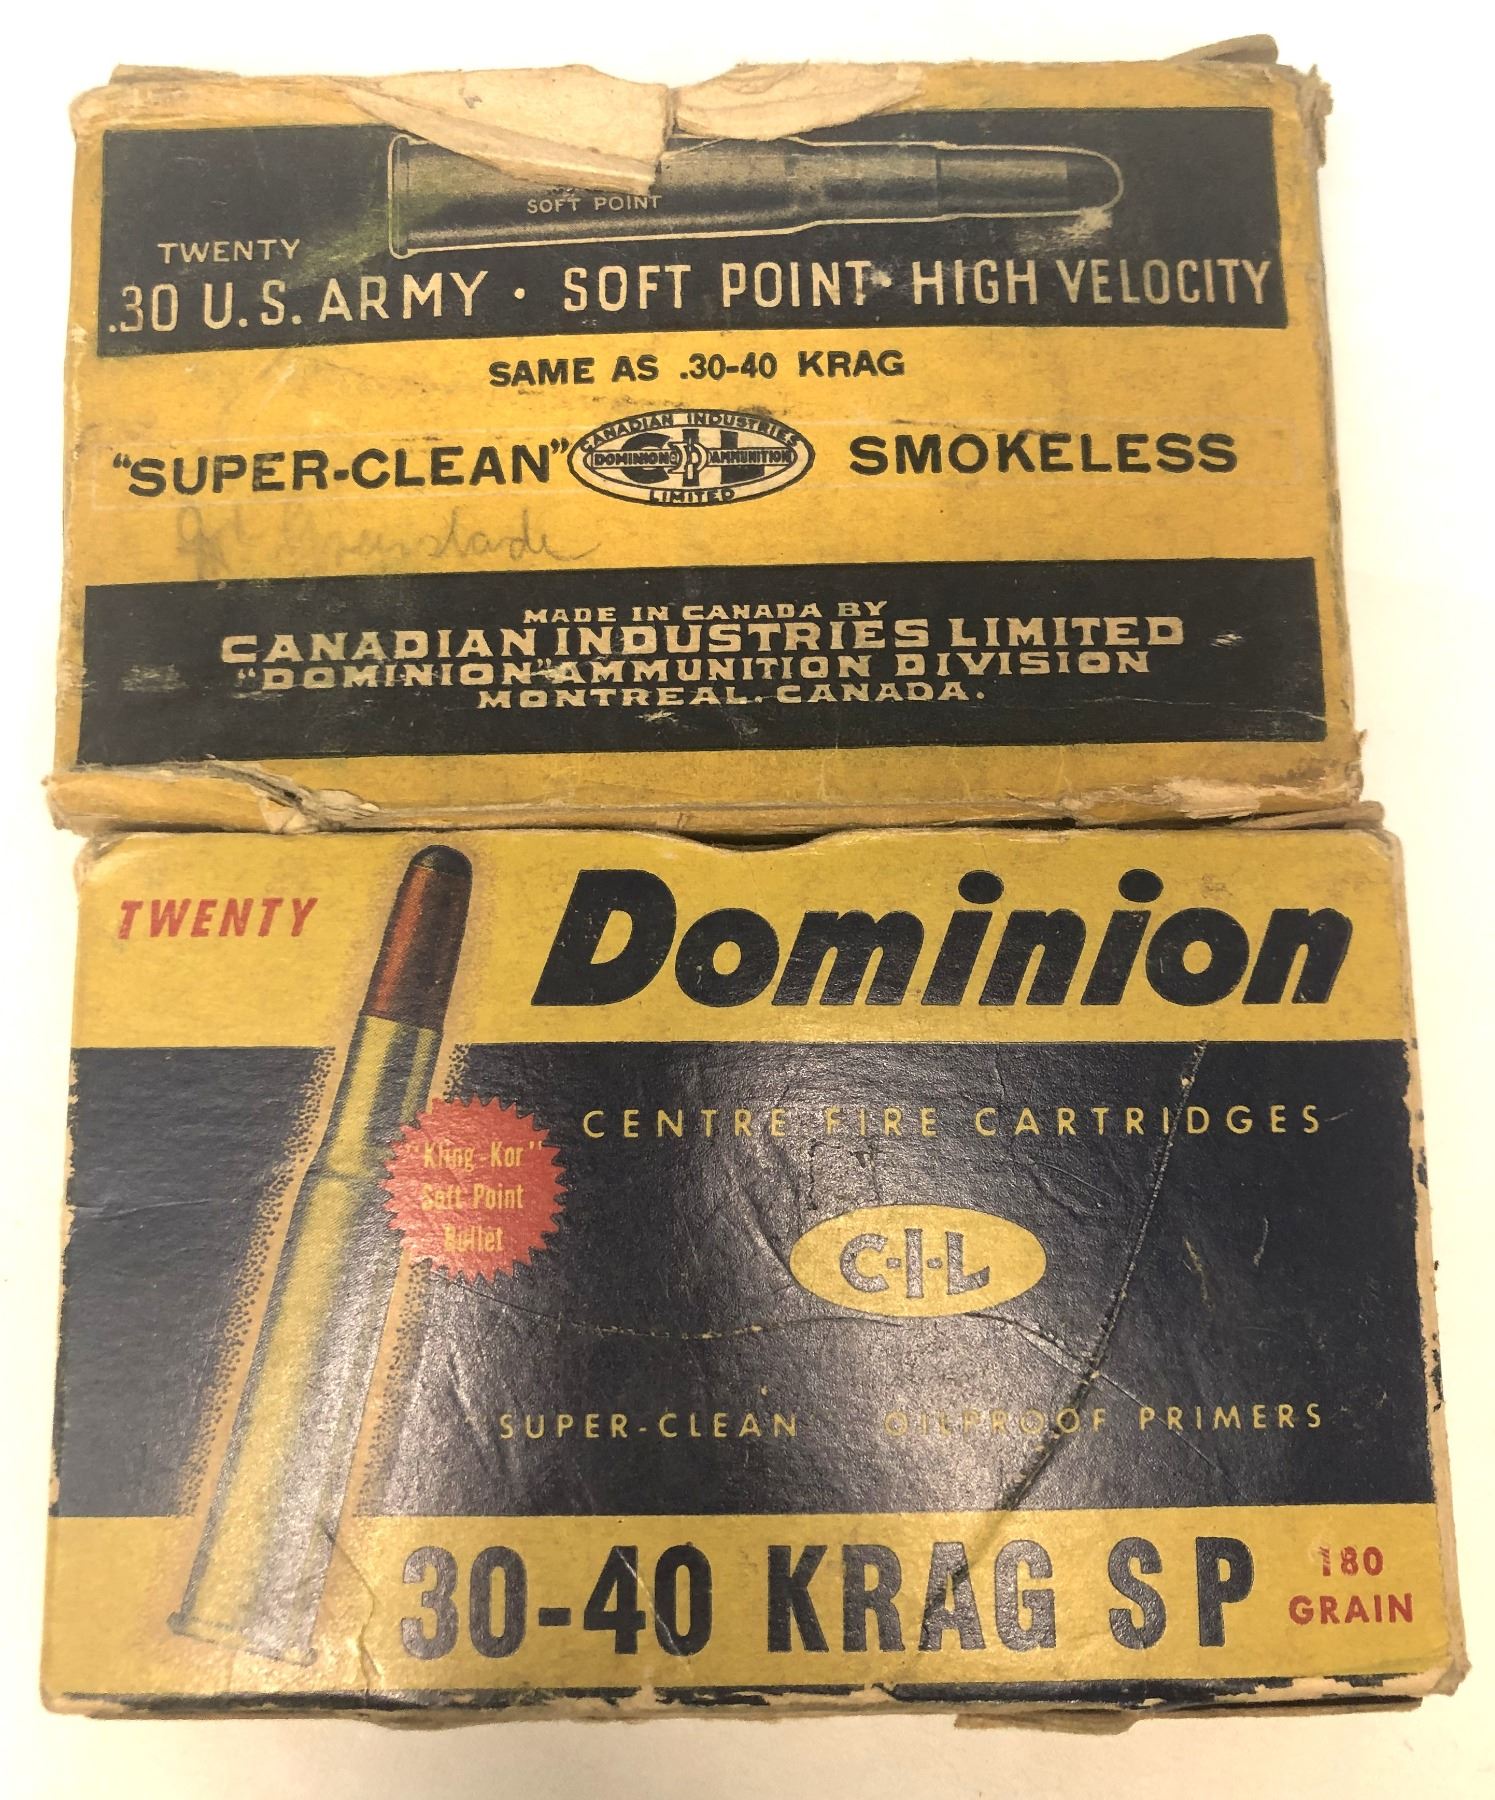 SOFT POINT
TWENTY
.30 U.S. ARMY · SOFT POINT · HIGH VELOCITY
SAME AS .30-40 KRAG
"SUPER-CLEAN" CANADIAN INDUSTRIES SMOKELESS
CIL
DOMINION AMMUNITION
LIMITED
MADE IN CANADA BY
CANADIAN INDUSTRIES LIMITED
"DOMINION" AMMUNITION DIVISION
MONTREAL. CANADA.
TWENTY Dominion
CENTRE FIRE CARTRIDGES
"Kling-Kor"
Soft Point
Bullet
C-I-L
SUPER-CLEAN OILPROOF PRIMERS
30-40 KRAG SP 180
GRAIN